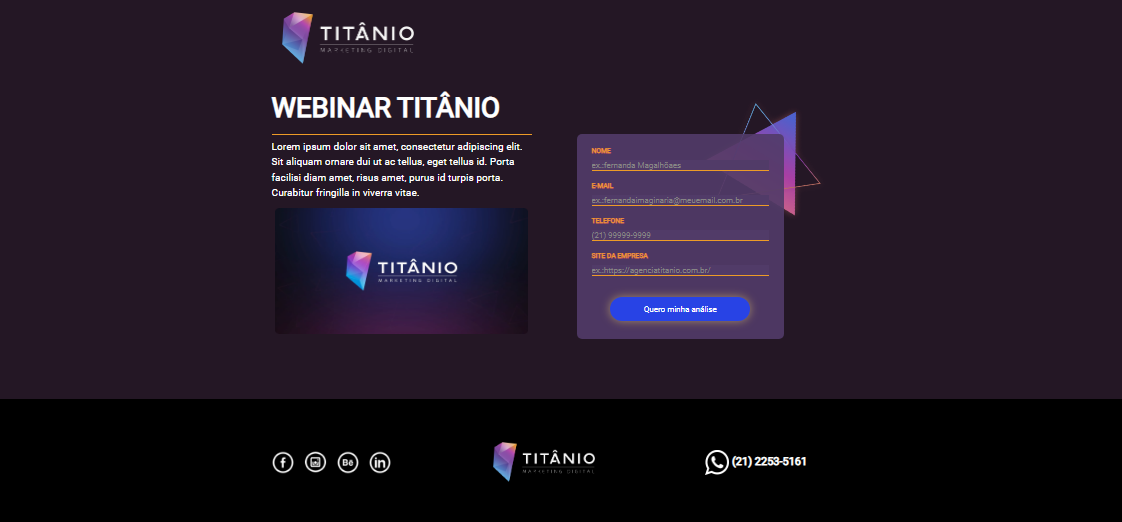 TITÂNIO
MARKETING DIGITAL
WEBINAR TITÂNIO
Lorem ipsum dolor sit amet, consectetur adipiscing elit.
Sit aliquam ornare dui ut ac tellus, eget tellus id. Porta
facilisi diam amet, risus amet, purus id turpis porta.
Curabitur fringilla in viverra vitae.
TITÂNIO
MARKETING DIGITAL
NOME
ex.:fernanda Magalhõaes
E-MAIL
ex.:fernandaimaginaria@meuemail.com.br
TELEFONE
(21) 99999-9999
SITE DA EMPRESA
ex.:https://agenciatitanio.com.br/
Quero minha análise
f
Bē
in
TITÂNIO
MARKETING DIGITAL
(21) 2253-5161